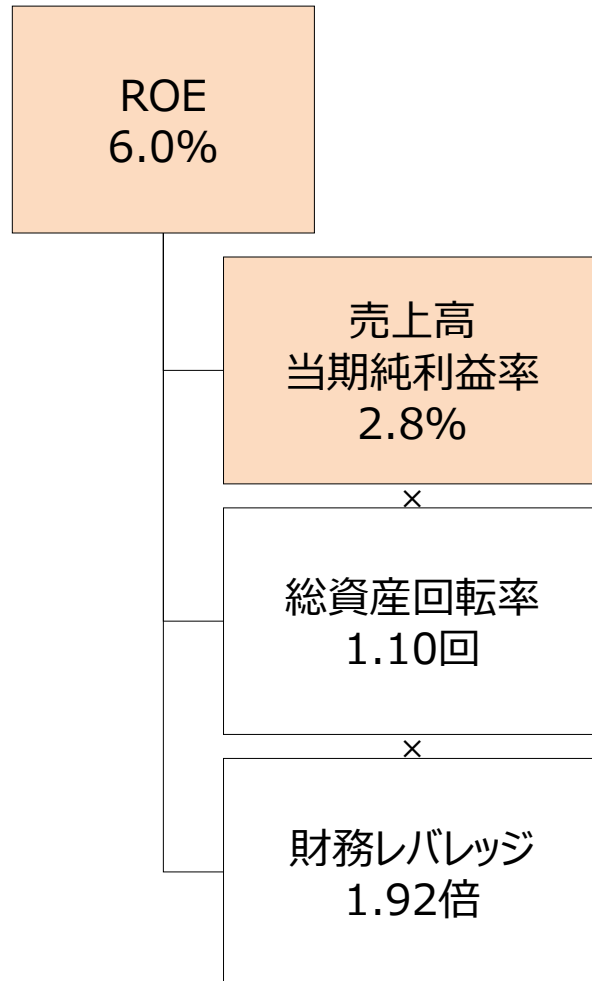 ROE
6.0%
売上高
当期純利益率
2.8%
×
総資産回転率
1.10回
×
財務レバレッジ
1.92倍